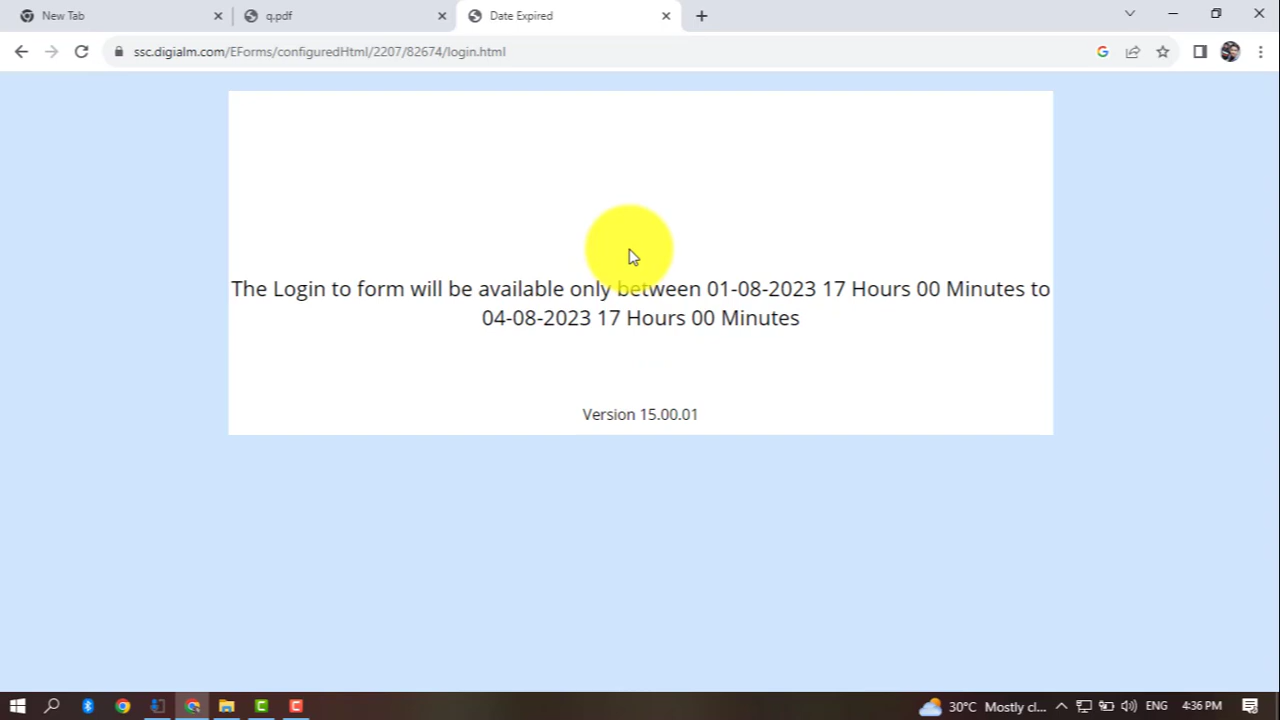 New Tab
q.pdf
Date Expired
ssc.digialm.com/EForms/configuredHtml/2207/82674/login.html
The Login to form will be available only between 01-08-2023 17 Hours 00 Minutes to
04-08-2023 17 Hours 00 Minutes
Version 15.00.01
30°C Mostly cl... ENG 4:36 PM